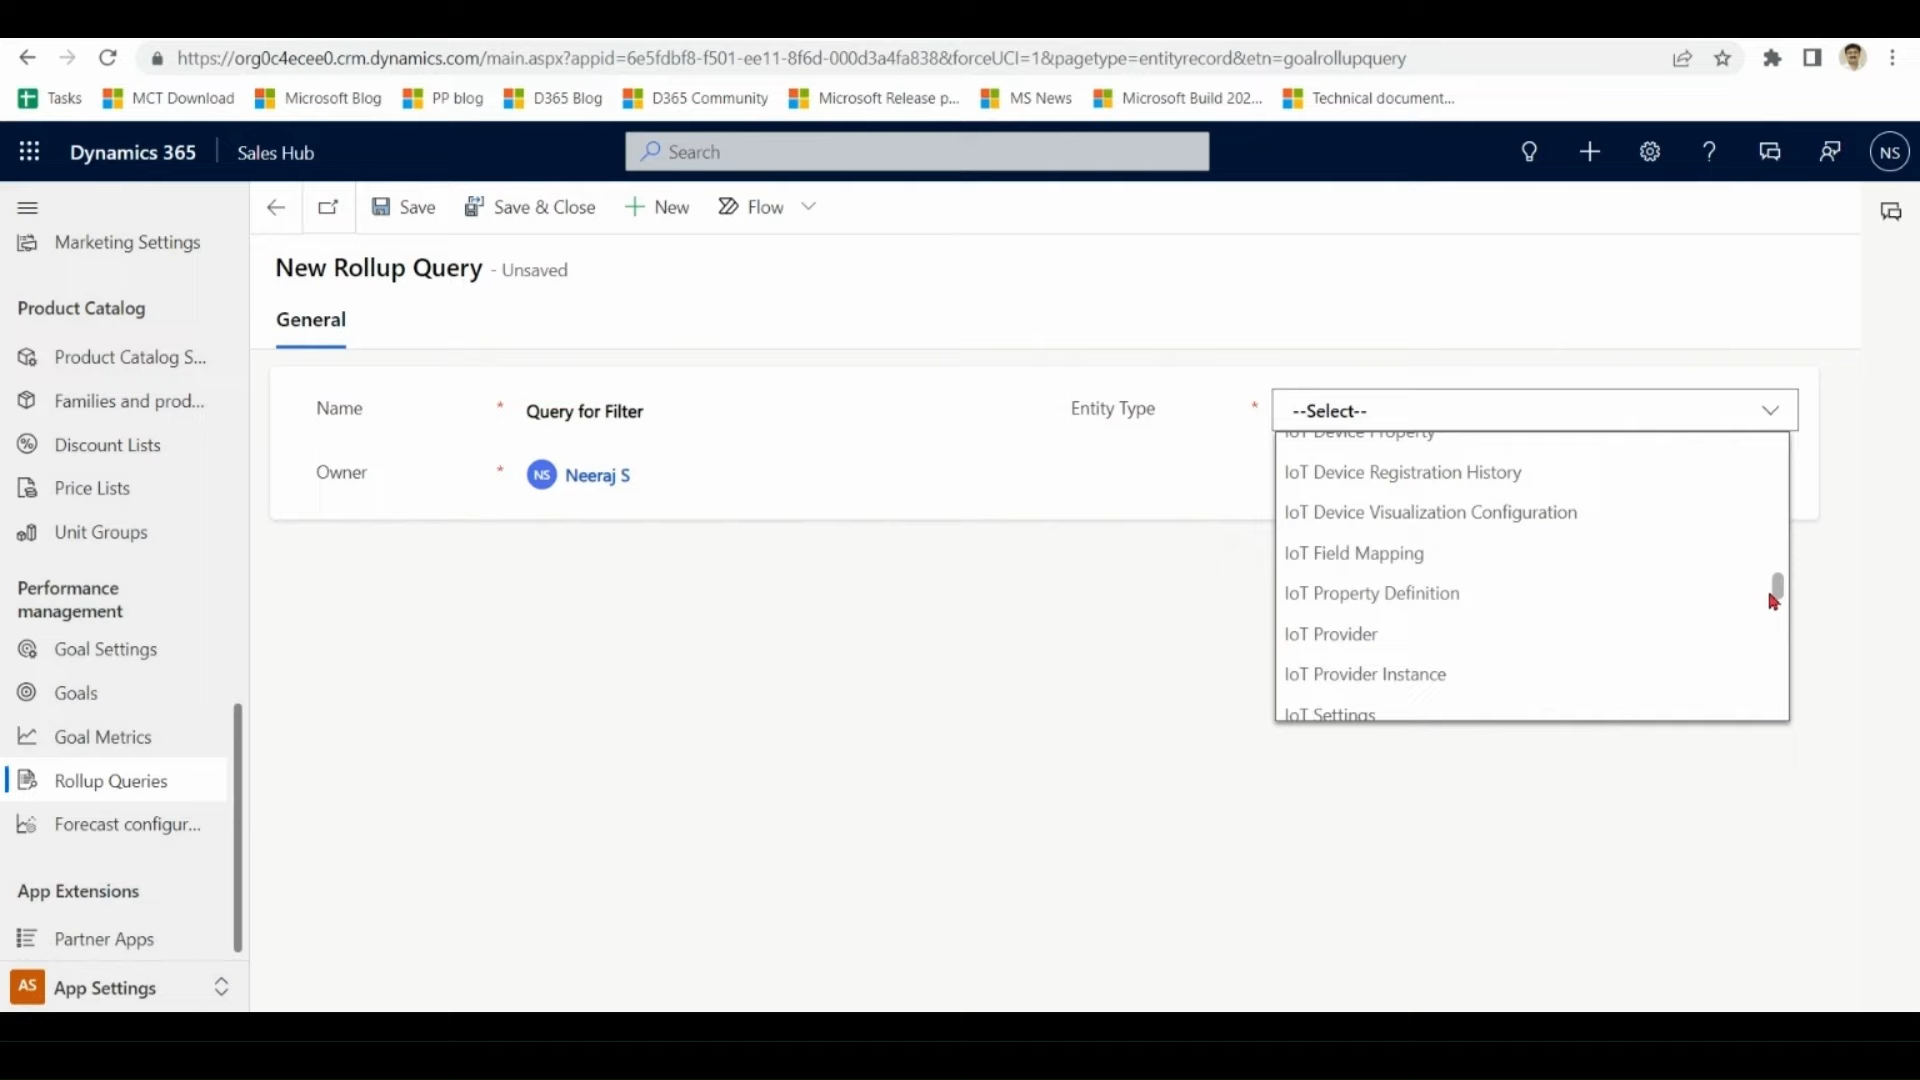 https://org0c4ecee0.crm.dynamics.com/main.aspx?appid=6e5fdbf8-f501-ee11-8f6d-000d3a4fa838&forceUCI=1&pagetype=entityrecord&etn=goalrollupquery
Tasks MCT Download Microsoft Blog PP blog D365 Blog D365 Community Microsoft Release p... MS News Microsoft Build 202... Technical document...
Dynamics 365 Sales Hub Search NS
Save Save & Close New Flow
Marketing Settings
New Rollup Query - Unsaved
Product Catalog
General
Product Catalog S...
Families and prod...
Name * Query for Filter Entity Type * --Select--
IoT Device Property
Discount Lists
Owner * NS Neeraj S IoT Device Registration History
Price Lists
IoT Device Visualization Configuration
Unit Groups
IoT Field Mapping
Performance
management
IoT Property Definition
IoT Provider
Goal Settings
IoT Provider Instance
Goals
IoT Settings
Goal Metrics
Rollup Queries
Forecast configur...
App Extensions
Partner Apps
AS App Settings